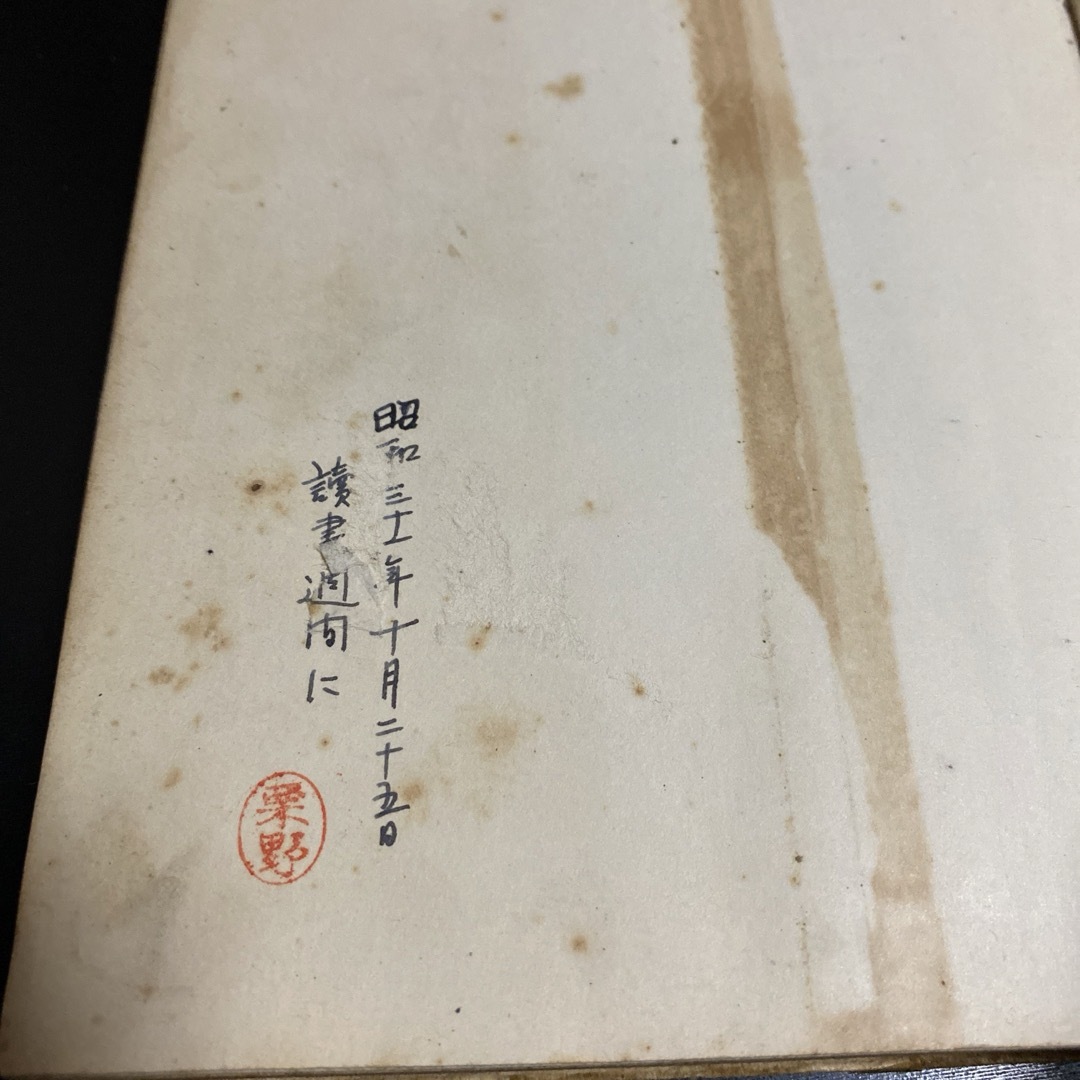 昭和三十一年十月二十五日
讀書週間に
粟野